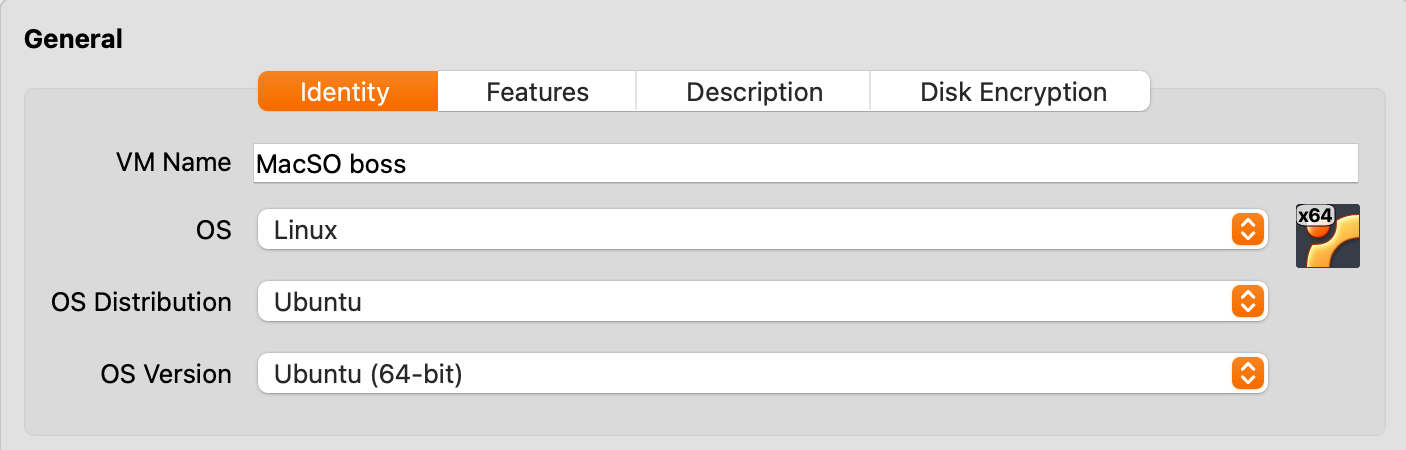 General
Identity Features Description Disk Encryption
VM Name MacSO boss
OS Linux x64
OS Distribution Ubuntu
OS Version Ubuntu (64-bit)